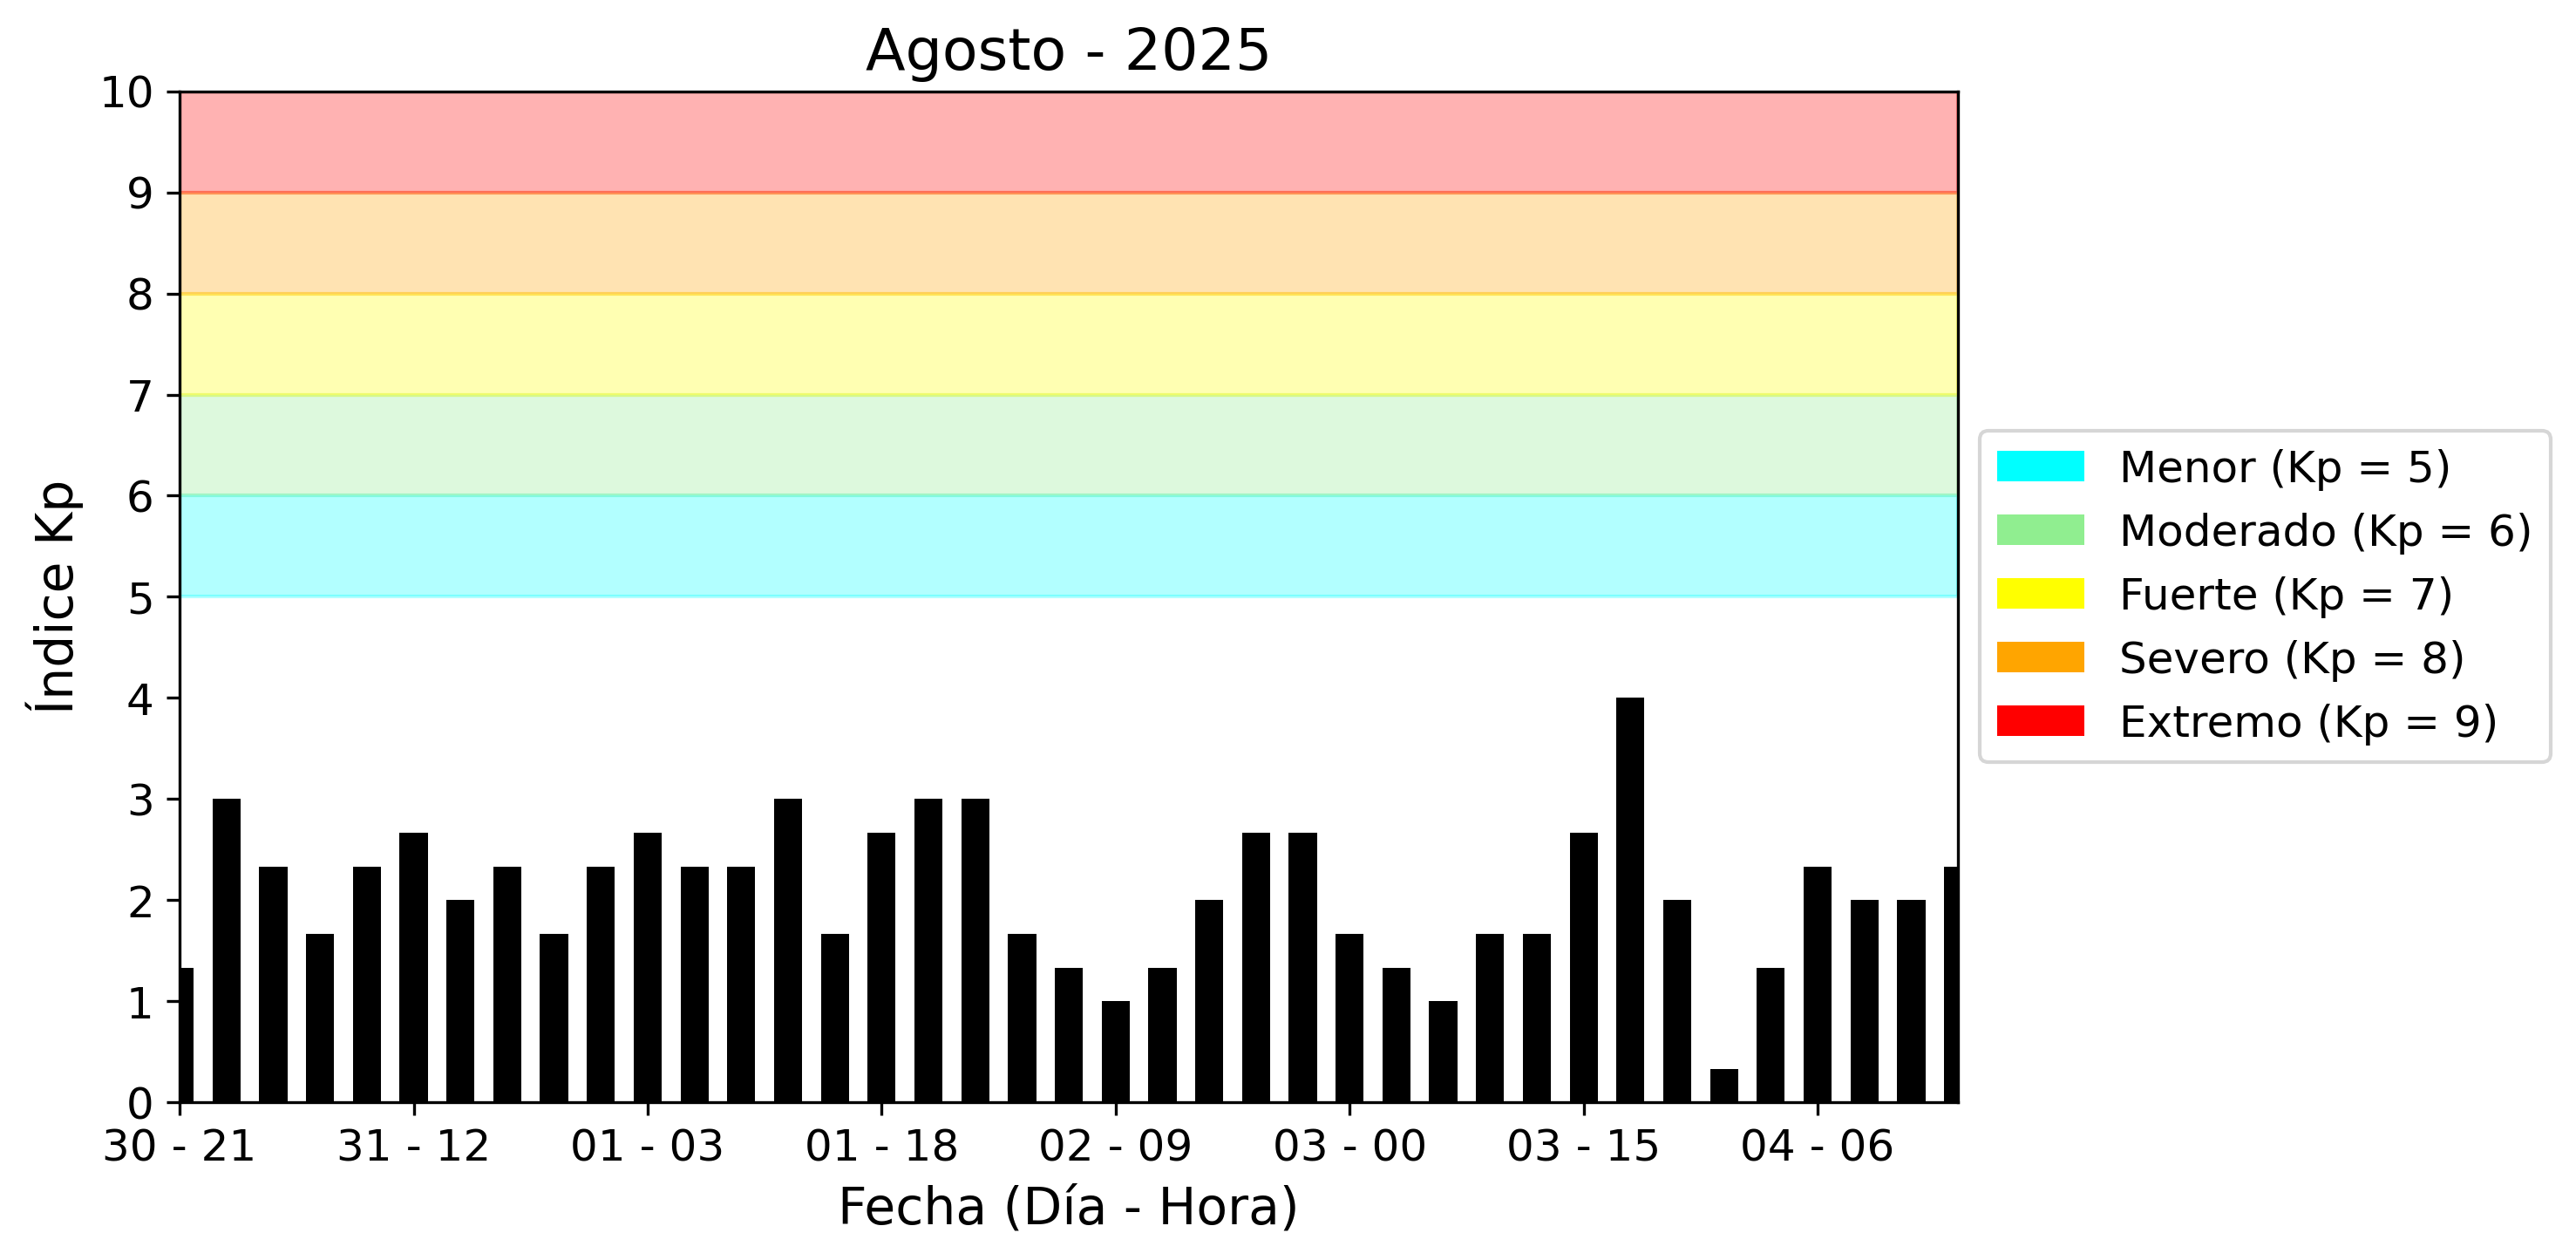 Agosto - 2025
Índice Kp
10
9
8
7
6
5
4
3
2
1
0
30 - 21 31 - 12 01 - 03 01 - 18 02 - 09 03 - 00 03 - 15 04 - 06
Fecha (Día - Hora)
Menor (Kp = 5)
Moderado (Kp = 6)
Fuerte (Kp = 7)
Severo (Kp = 8)
Extremo (Kp = 9)